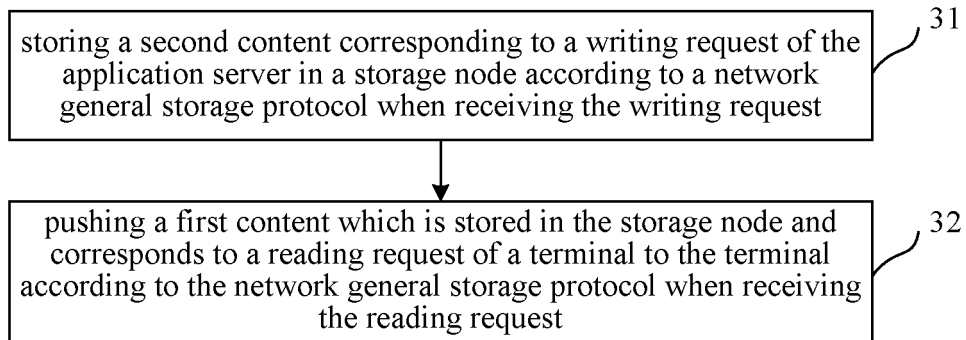 31
storing a second content corresponding to a writing request of the
application server in a storage node according to a network
general storage protocol when receiving the writing request
32
pushing a first content which is stored in the storage node and
corresponds to a reading request of a terminal to the terminal
according to the network general storage protocol when receiving
the reading request